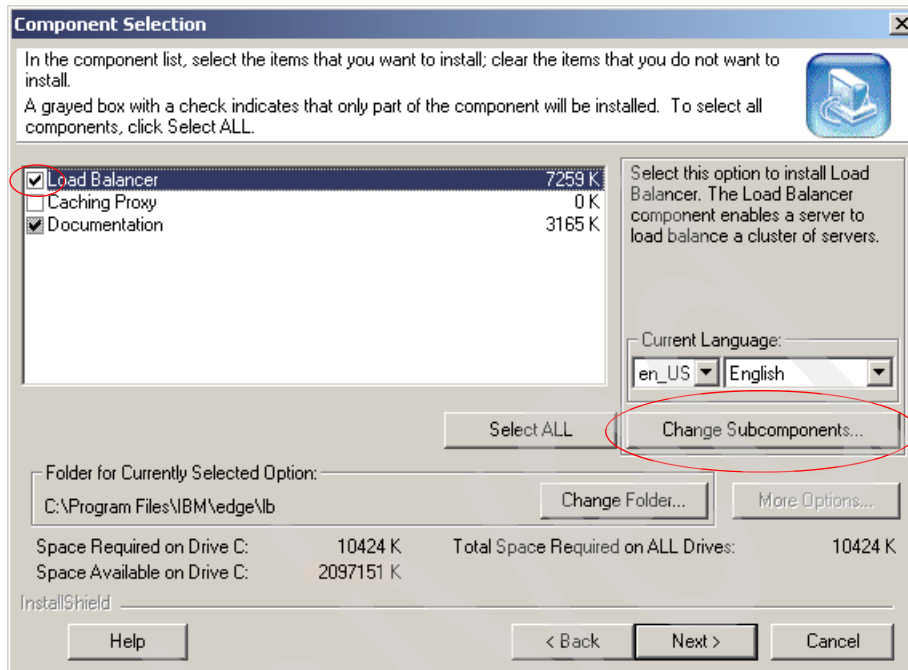 Component Selection
In the component list, select the items that you want to install; clear the items that you do not want to
install.
A grayed box with a check indicates that only part of the component will be installed. To select all
components, click Select ALL.
Load Balancer 7259 K
Caching Proxy 0 K
Documentation 3165 K
Select this option to install Load
Balancer. The Load Balancer
component enables a server to
load balance a cluster of servers.
Current Language:
en_US English
Select ALL Change Subcomponents...
Folder for Currently Selected Option:
C:\Program Files\IBM\edge\lb Change Folder... More Options...
Space Required on Drive C: 10424 K Total Space Required on ALL Drives: 10424 K
Space Available on Drive C: 2097151 K
InstallShield
Help < Back Next > Cancel